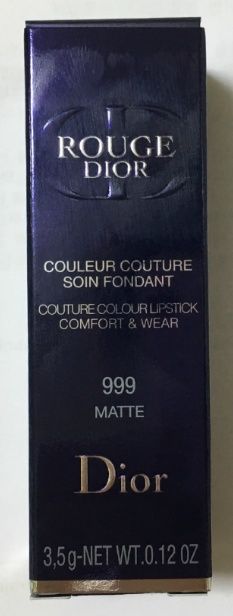 ROUGE
DIOR
COULEUR COUTURE
SOIN FONDANT
COUTURE COLOUR LIPSTICK
COMFORT & WEAR
999
MATTE
Dior
3,5g-NET WT.0.12 OZ